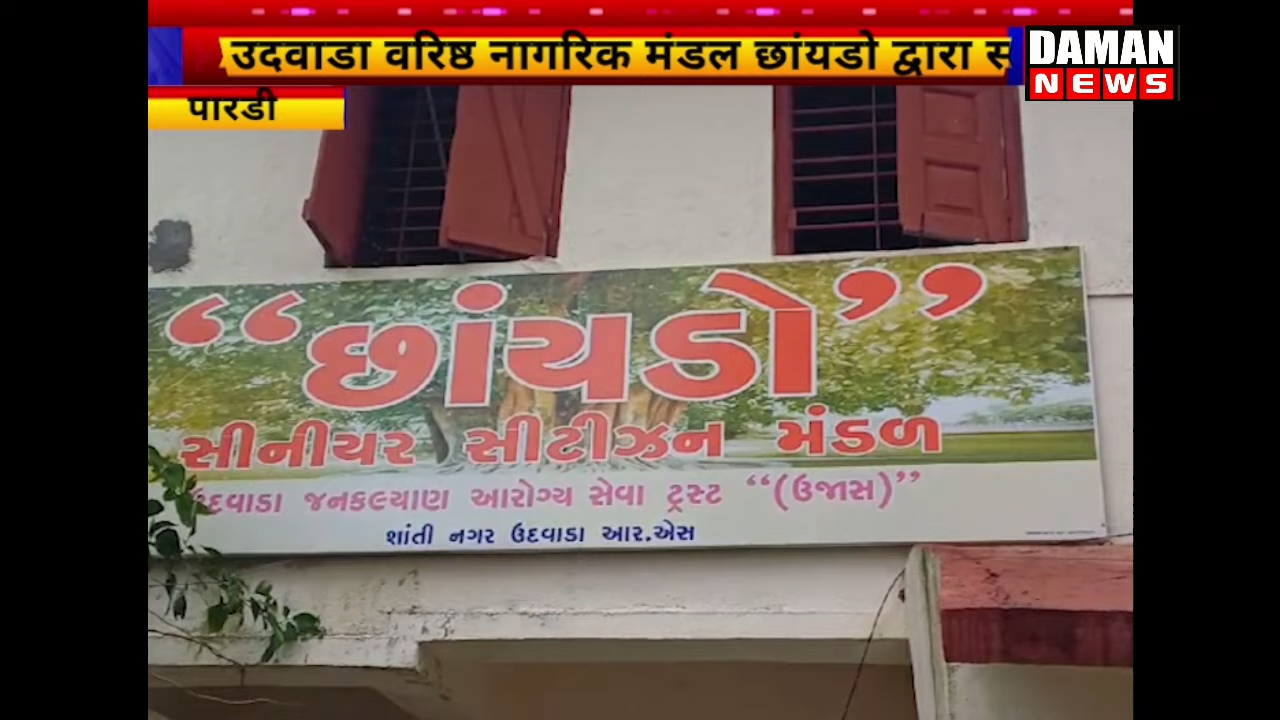 उदवाडा वरिष्ठ नागरिक मंडल छांयडो द्वारा
DAMAN
NEWS
पारडी
“છાંયડો”
સીનીયર સીટીઝન મંડળ
ઉદવાડા જનકલ્યાણ આરોગ્ય સેવા ટ્રસ્ટ “(ઉજાસ)”
શાંતી નગર ઉદવાડા આર.એસ